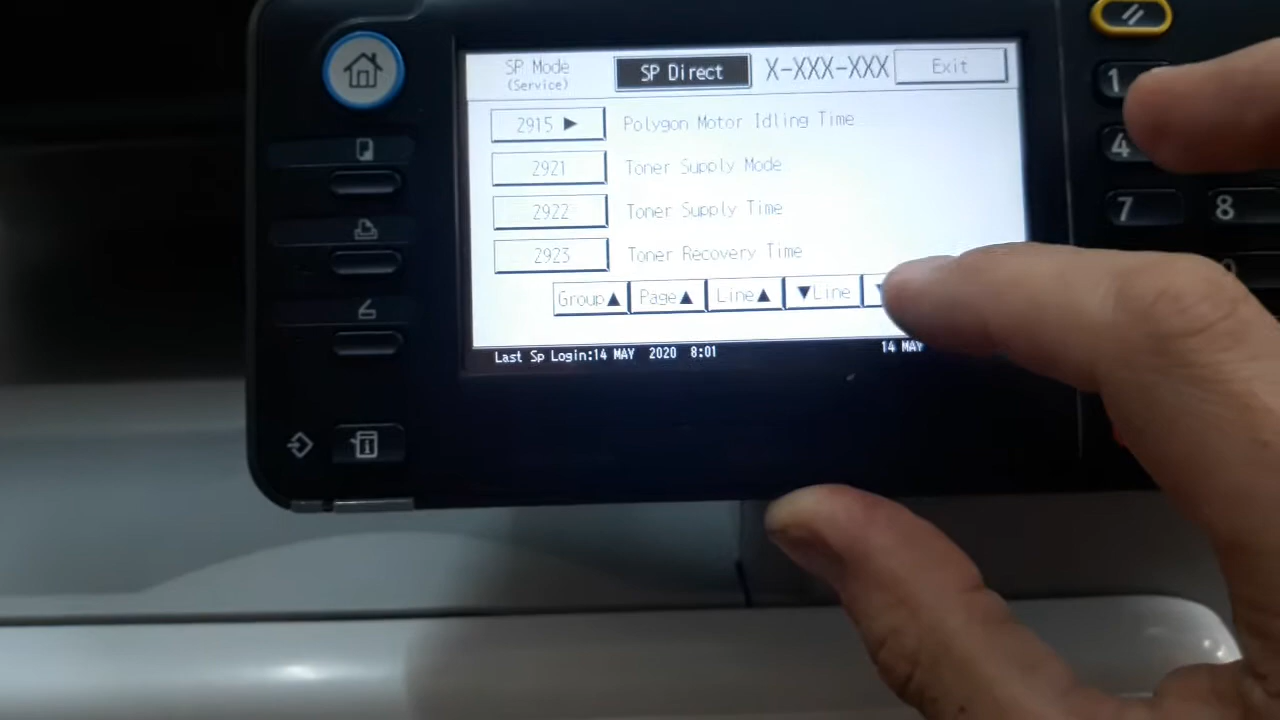 SP Mode
(Service)
SP Direct
X-XXX-XXX
Exit
2915 ▶ Polygon Motor Idling Time
2921 Toner Supply Mode
2922 Toner Supply Time
2923 Toner Recovery Time
Group▲ Page▲ Line▲ ▼Line ▼
Last Sp Login:14 MAY 2020 8:01
14 MAY
1
4
7 8